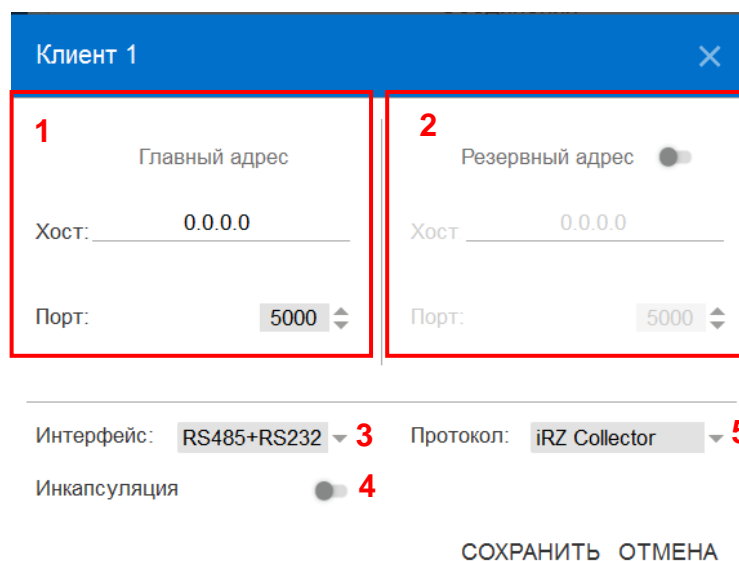 Клиент 1
1
2
Главный адрес
Резервный адрес
Хост: 0.0.0.0
Хост 0.0.0.0
Порт: 5000
Порт: 5000
Интерфейс: RS485+RS232 3 Протокол: iRZ Collector 5
Инкапсуляция 4
СОХРАНИТЬ ОТМЕНА